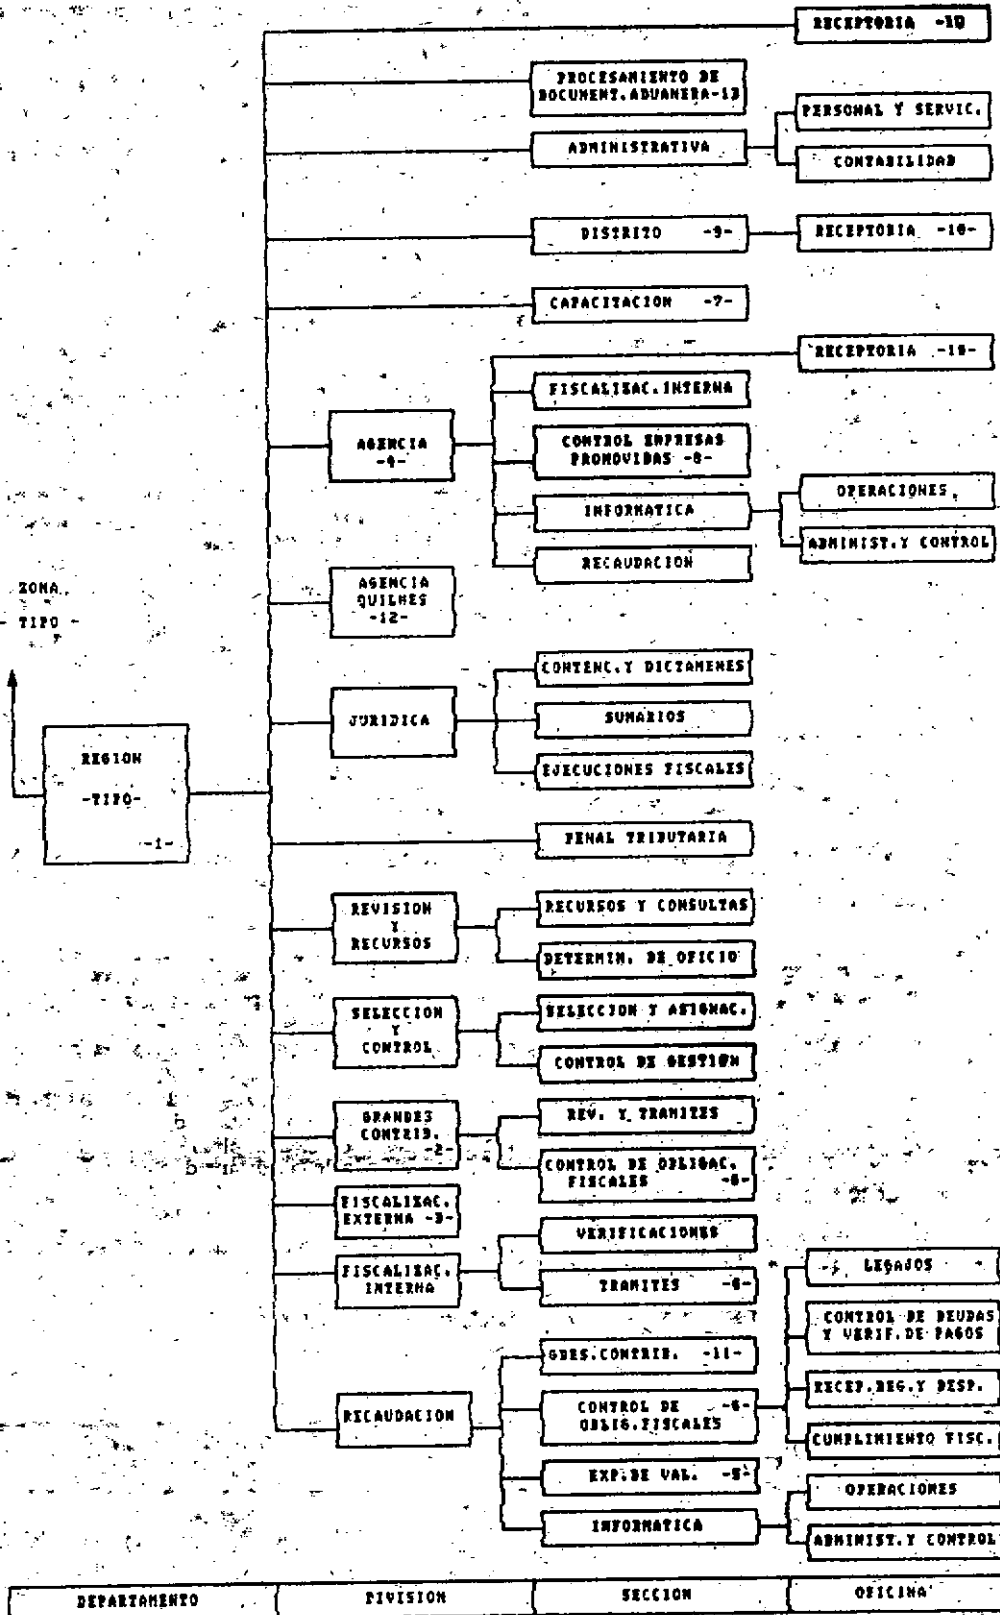 RECEPTORIA -10
PROCESAMIENTO DE
DOCUMENT.ADUANERA-13
PERSONAL Y SERVIC.
ADMINISTRATIVA
CONTABILIDAD
DISTRITO -9-
RECEPTORIA -10-
CAPACITACION -7-
RECEPTORIA -10-
FISCALIZAC.INTERNA
AGENCIA
-4-
CONTROL EMPRESAS
PROMOVIDAS -8-
OPERACIONES
INFORMATICA
ADMINIST.Y CONTROL
RECAUDACION
ZONA
- TIPO -
AGENCIA
QUILMES
-12-
CONTENC.Y DICTAMENES
JURIDICA
SUMARIOS
EJECUCIONES FISCALES
REGION
-TIPO-
-1-
PENAL TRIBUTARIA
REVISION
Y
RECURSOS
RECURSOS Y CONSULTAS
DETERMIN. DE OFICIO
SELECCION
Y
CONTROL
SELECCION Y ASIGNAC.
CONTROL DE GESTIÓN
GRANDES
CONTRIB.
-2-
REV. Y TRAMITES
CONTROL DE OBLIGAC.
FISCALES -6-
FISCALIZAC.
EXTERNA -3-
VERIFICACIONES
FISCALIZAC.
INTERNA
TRAMITES -6-
LEGAJOS
CONTROL DE DEUDAS
Y VERIF.DE PAGOS
GDES.CONTRIB. -11-
RECEP.REG.Y DESP.
RECAUDACION
CONTROL DE -6-
OBLIG.FISCALES
CUMPLIMIENTO FISC.
EXP.DE VAL. -5-
OPERACIONES
INFORMATICA
ADMINIST.Y CONTROL
DEPARTAMENTO
DIVISION
SECCION
OFICINA